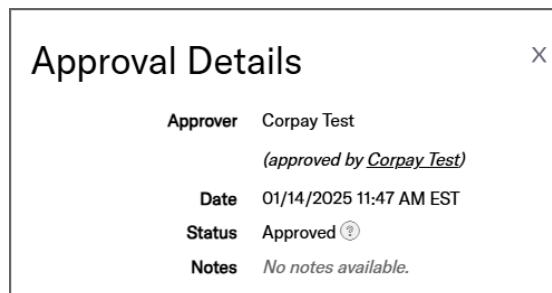 Approval Details X
Approver Corpay Test
(approved by Corpay Test)
Date 01/14/2025 11:47 AM EST
Status Approved ?
Notes No notes available.